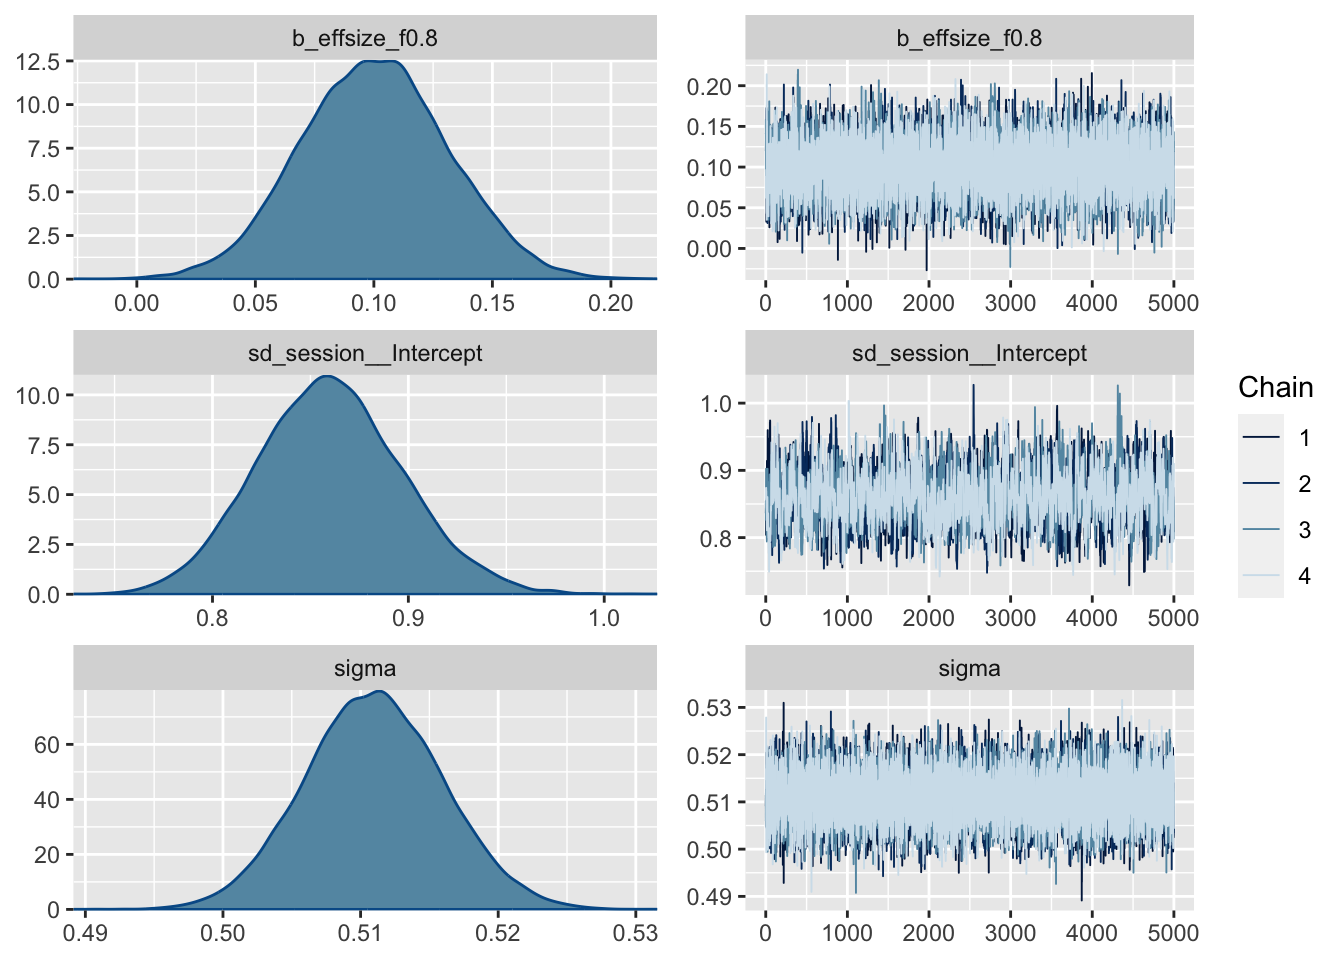 b_effsize_f0.8
12.5
10.0
7.5
5.0
2.5
0.0
0.00 0.05 0.10 0.15 0.20
b_effsize_f0.8
0.20
0.15
0.10
0.05
0.00
0 1000 2000 3000 4000 5000
sd_session__Intercept
10.0
7.5
5.0
2.5
0.0
0.8 0.9 1.0
sd_session__Intercept
1.0
0.9
0.8
0 1000 2000 3000 4000 5000
sigma
60
40
20
0
0.49 0.50 0.51 0.52 0.53
sigma
0.53
0.52
0.51
0.50
0.49
0 1000 2000 3000 4000 5000
Chain
1
2
3
4